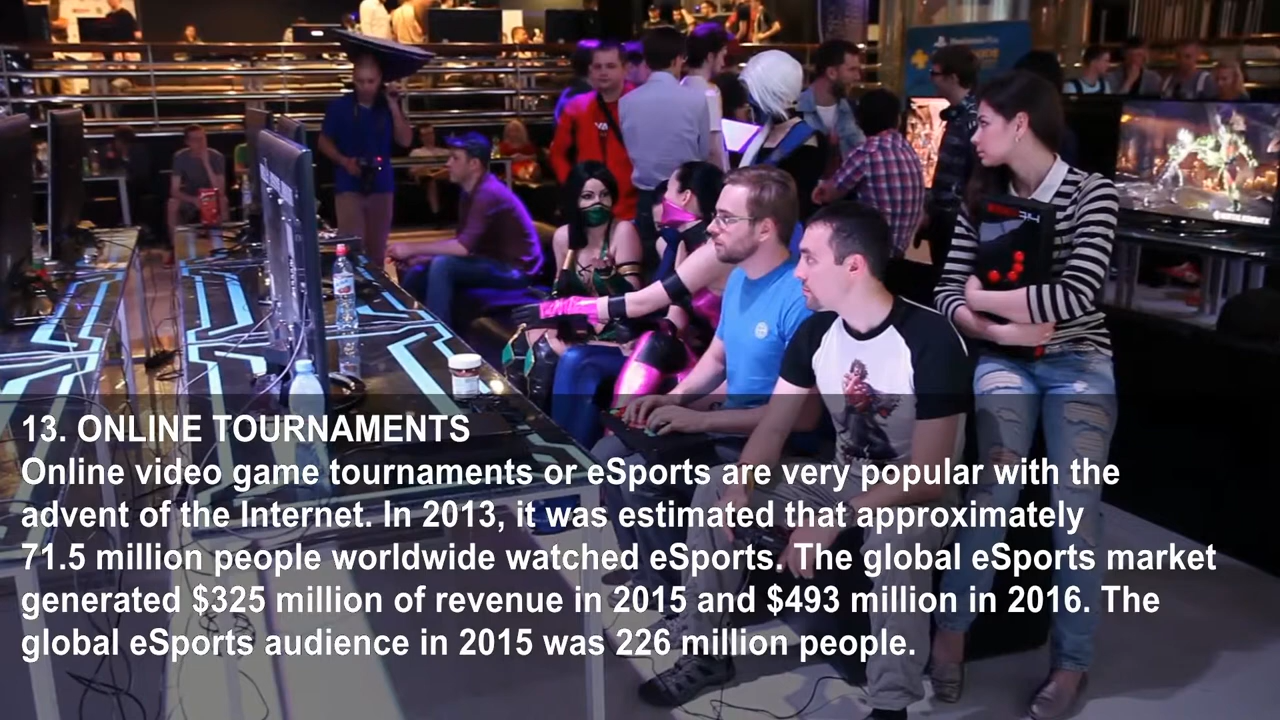 13. ONLINE TOURNAMENTS
Online video game tournaments or eSports are very popular with the
advent of the Internet. In 2013, it was estimated that approximately
71.5 million people worldwide watched eSports. The global eSports market
generated $325 million of revenue in 2015 and $493 million in 2016. The
global eSports audience in 2015 was 226 million people.